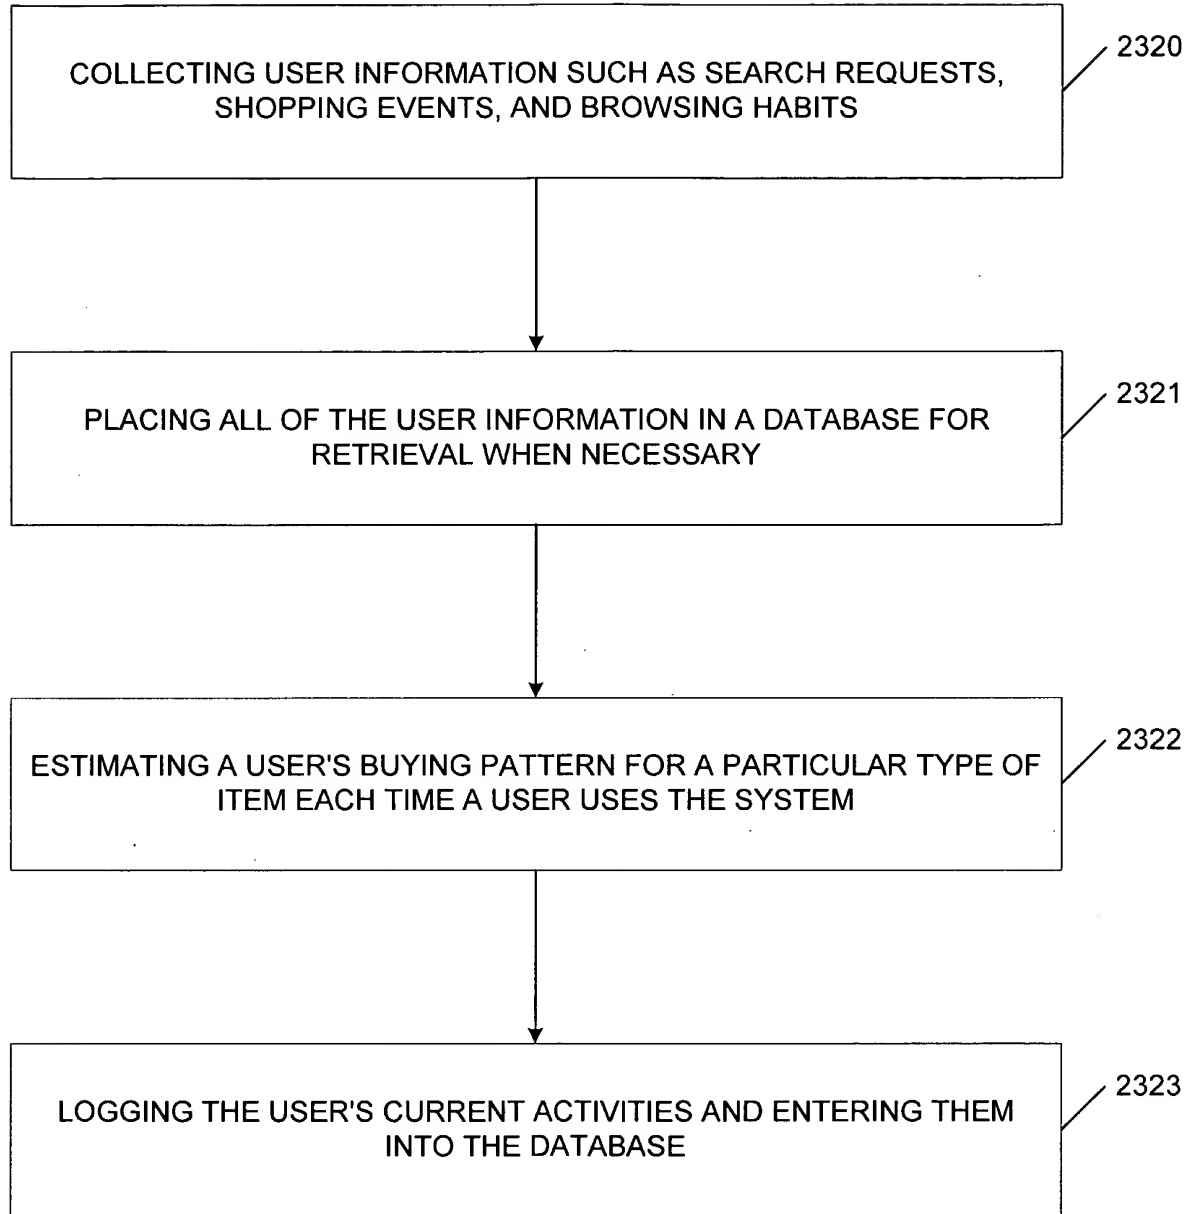 COLLECTING USER INFORMATION SUCH AS SEARCH REQUESTS,
SHOPPING EVENTS, AND BROWSING HABITS
2320
PLACING ALL OF THE USER INFORMATION IN A DATABASE FOR
RETRIEVAL WHEN NECESSARY
2321
ESTIMATING A USER'S BUYING PATTERN FOR A PARTICULAR TYPE OF
ITEM EACH TIME A USER USES THE SYSTEM
2322
LOGGING THE USER'S CURRENT ACTIVITIES AND ENTERING THEM
INTO THE DATABASE
2323